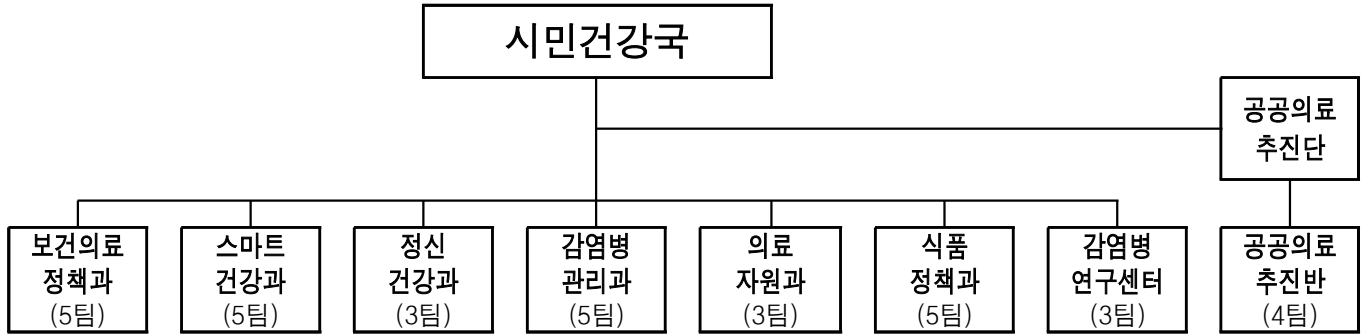 시민건강국
공공의료
추진단
보건의료
정책과
(5팀)
스마트
건강과
(5팀)
정신
건강과
(3팀)
감염병
관리과
(5팀)
의료
자원과
(3팀)
식품
정책과
(5팀)
감염병
연구센터
(3팀)
공공의료
추진반
(4팀)